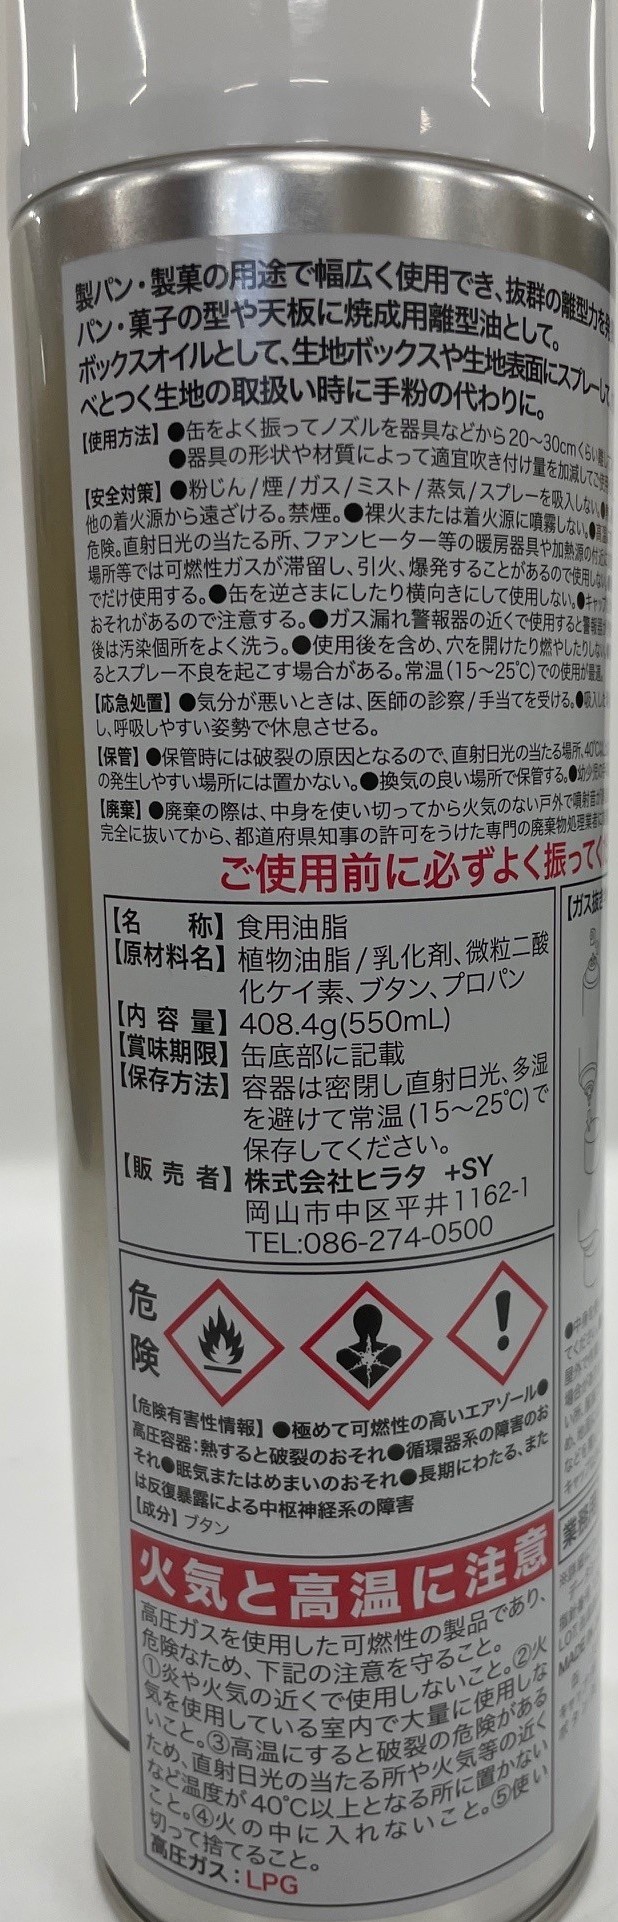 製パン・製菓の用途で幅広く使用でき、抜群の離型力を発
パン・菓子の型や天板に焼成用離型油として。
ボックスオイルとして、生地ボックスや生地表面にスプレーして
べとつく生地の取扱い時に手粉の代わりに。
【使用方法】●缶をよく振ってノズルを器具などから20〜30cmくらい離し
●器具の形状や材質によって適宜吹き付け量を加減してご使用
【安全対策】●粉じん/煙/ガス/ミスト/蒸気/スプレーを吸入しない。
他の着火源から遠ざける。禁煙。●裸火または着火源に噴霧しない。
危険。直射日光の当たる所、ファンヒーター等の暖房器具や加熱源の付近
場所等では可燃性ガスが滞留し、引火、爆発することがあるので使用しない
でだけ使用する。●缶を逆さまにしたり横向きにして使用しない。●キャップ
おそれがあるので注意する。●ガス漏れ警報器の近くで使用すると警報器が
後は汚染個所をよく洗う。●使用後を含め、穴を開けたり燃やしたりしない。
るとスプレー不良を起こす場合がある。常温(15〜25℃)での使用が最適。
【応急処置】●気分が悪いときは、医師の診察/手当てを受ける。●吸入した
し、呼吸しやすい姿勢で休息させる。
【保管】●保管時には破裂の原因となるので、直射日光の当たる場所、40℃以上
の発生しやすい場所には置かない。●換気の良い場所で保管する。●幼少児の
【廃棄】●廃棄の際は、中身を使い切ってから火気のない戸外で噴射音が
完全に抜いてから、都道府県知事の許可をうけた専門の廃棄物処理業者に
ご使用前に必ずよく振ってく
【名 称】食用油脂
【原材料名】植物油脂/乳化剤、微粒二酸
化ケイ素、ブタン、プロパン
【内容量】408.4g(550mL)
【賞味期限】缶底部に記載
【保存方法】容器は密閉し直射日光、多湿
を避けて常温(15〜25℃)で
保存してください。
【販売者】株式会社ヒラタ +SY
岡山市中区平井1162-1
TEL:086-274-0500
【ガス抜き
危険
【危険有害性情報】●極めて可燃性の高いエアゾール●
高圧容器:熱すると破裂のおそれ●循環器系の障害のお
それ●眠気またはめまいのおそれ●長期にわたる、また
は反復暴露による中枢神経系の障害
【成分】ブタン
火気と高温に注意
高圧ガスを使用した可燃性の製品であり、
危険なため、下記の注意を守ること。
①炎や火気の近くで使用しないこと。②火
気を使用している室内で大量に使用しな
いこと。③高温にすると破裂の危険がある
ため、直射日光の当たる所や火気等の近く
など温度が40℃以上となる所に置かない
こと。④火の中に入れないこと。⑤使い
切って捨てること。
高圧ガス:LPG
業務用